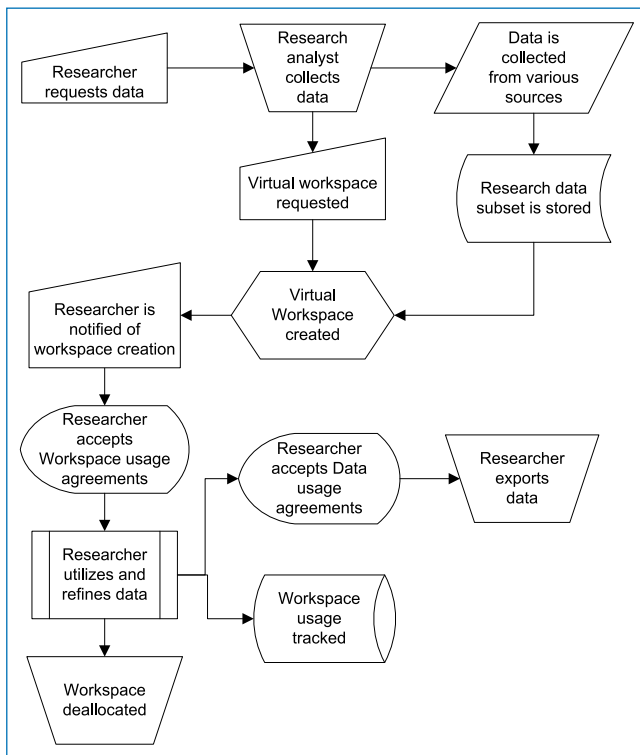 Researcher
requests data
Research
analyst
collects
data
Data is
collected
from various
sources
Virtual workspace
requested
Research data
subset is stored
Researcher is
notified of
workspace creation
Virtual
Workspace
created
Researcher
accepts
Workspace usage
agreements
Researcher
accepts Data
usage
agreements
Researcher
exports
data
Researcher
utilizes and
refines data
Workspace
usage
tracked
Workspace
deallocated